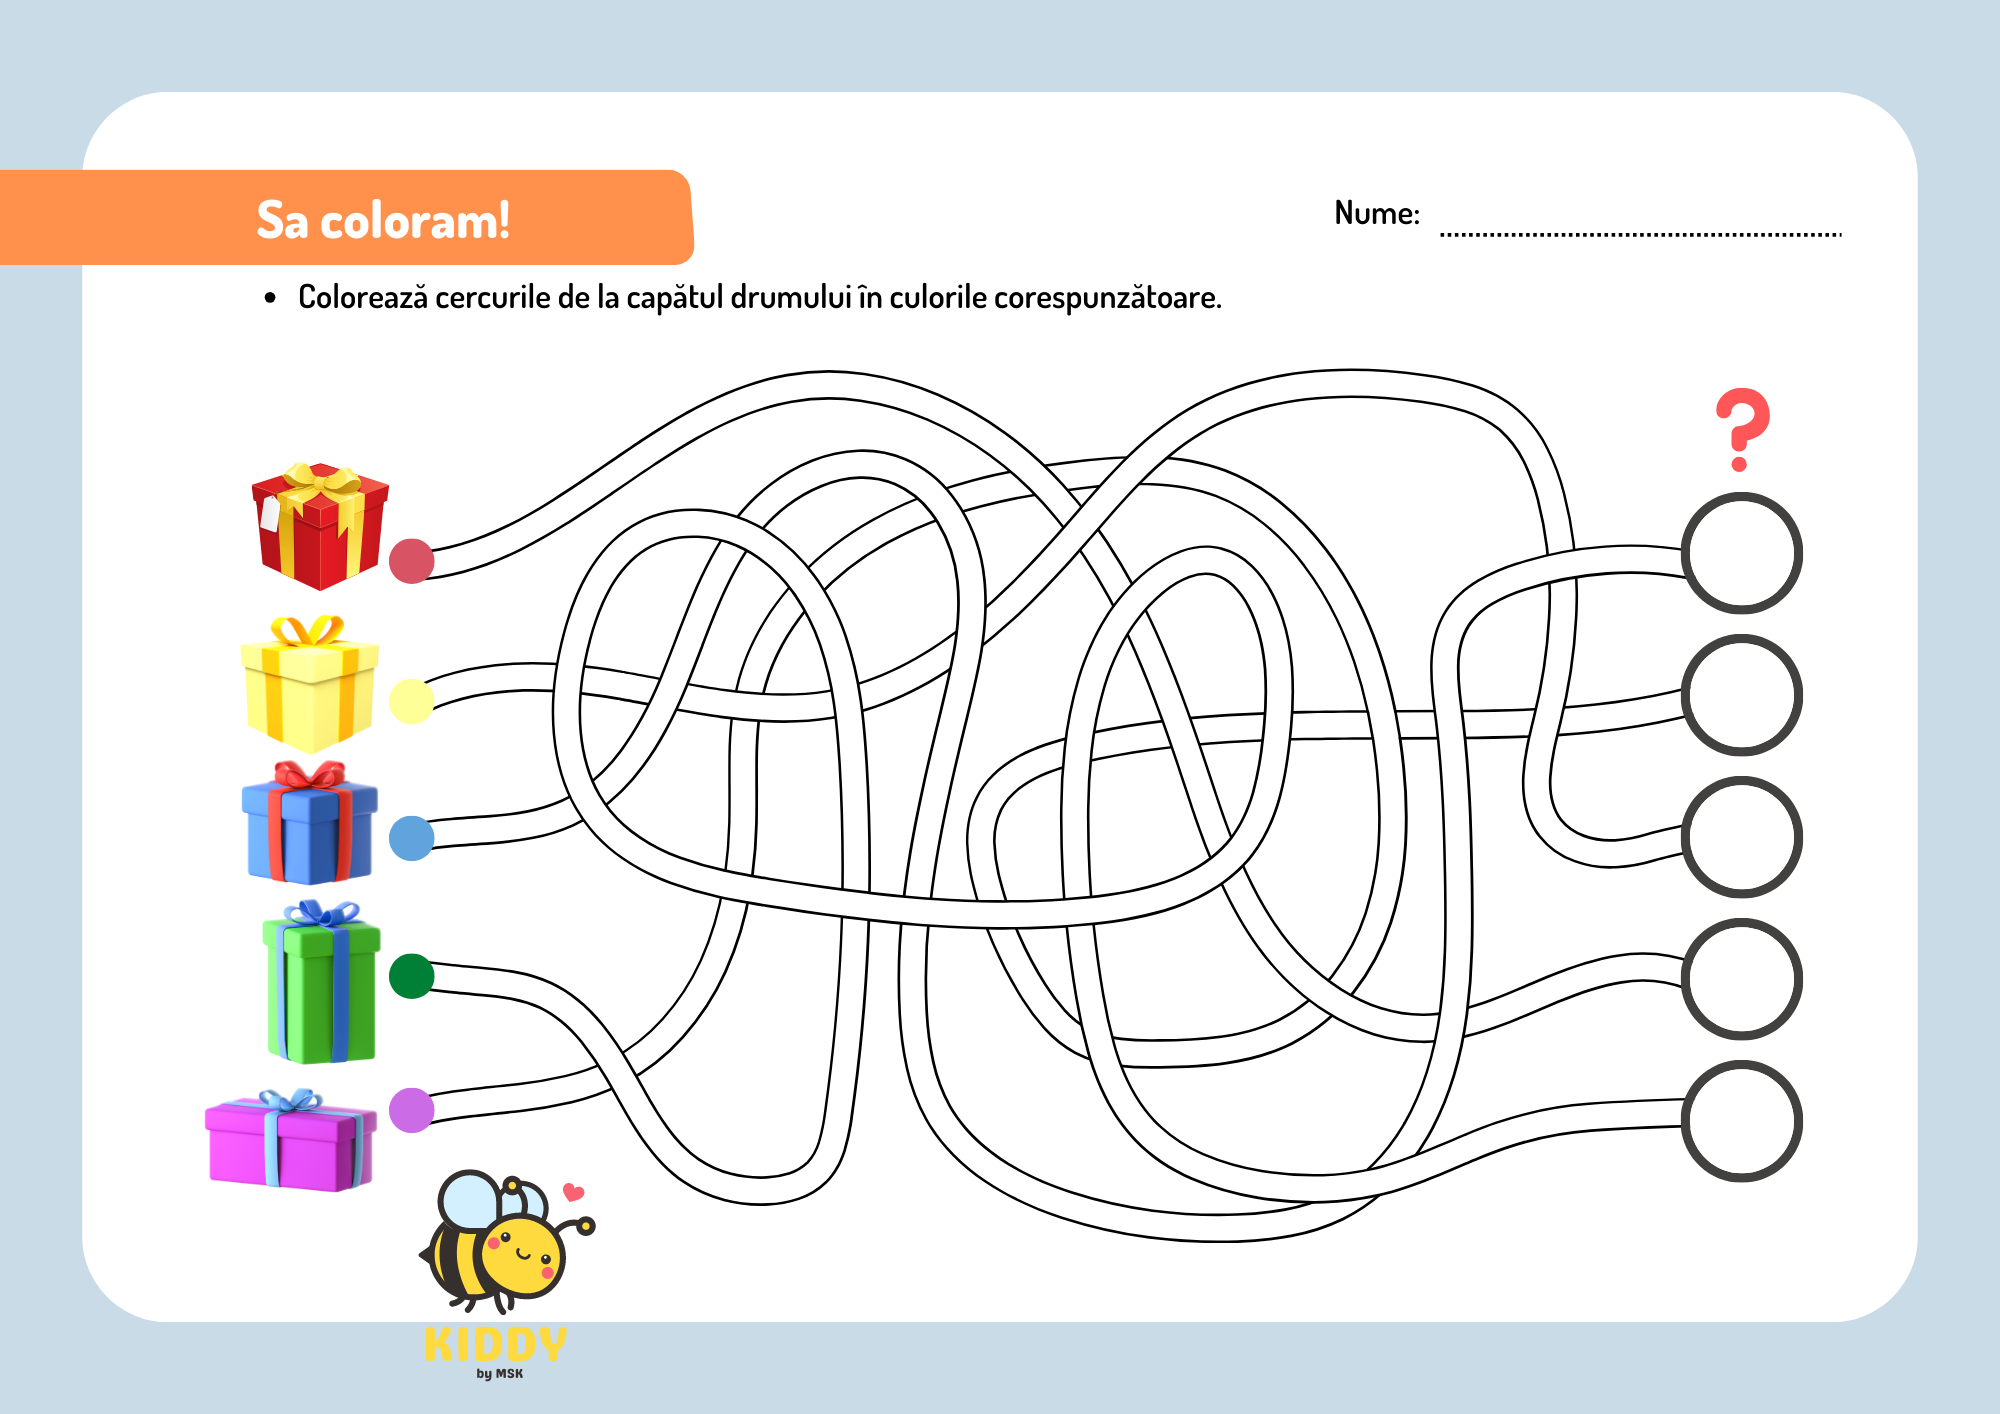 Sa coloram!
Nume:
Colorează cercurile de la capătul drumului în culorile corespunzătoare.
?
KIDDY
by MSK